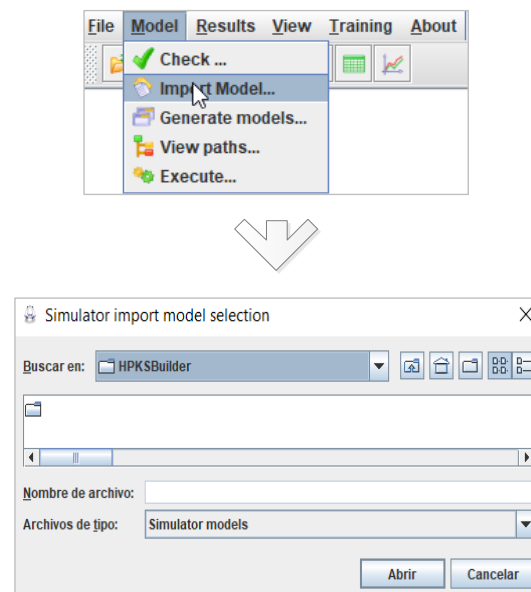 File Model Results View Training About
Check ...
Import Model...
Generate models...
View paths...
Execute...
Simulator import model selection
Buscar en: HPKSBuilder
Nombre de archivo:
Archivos de tipo: Simulator models
Abrir Cancelar